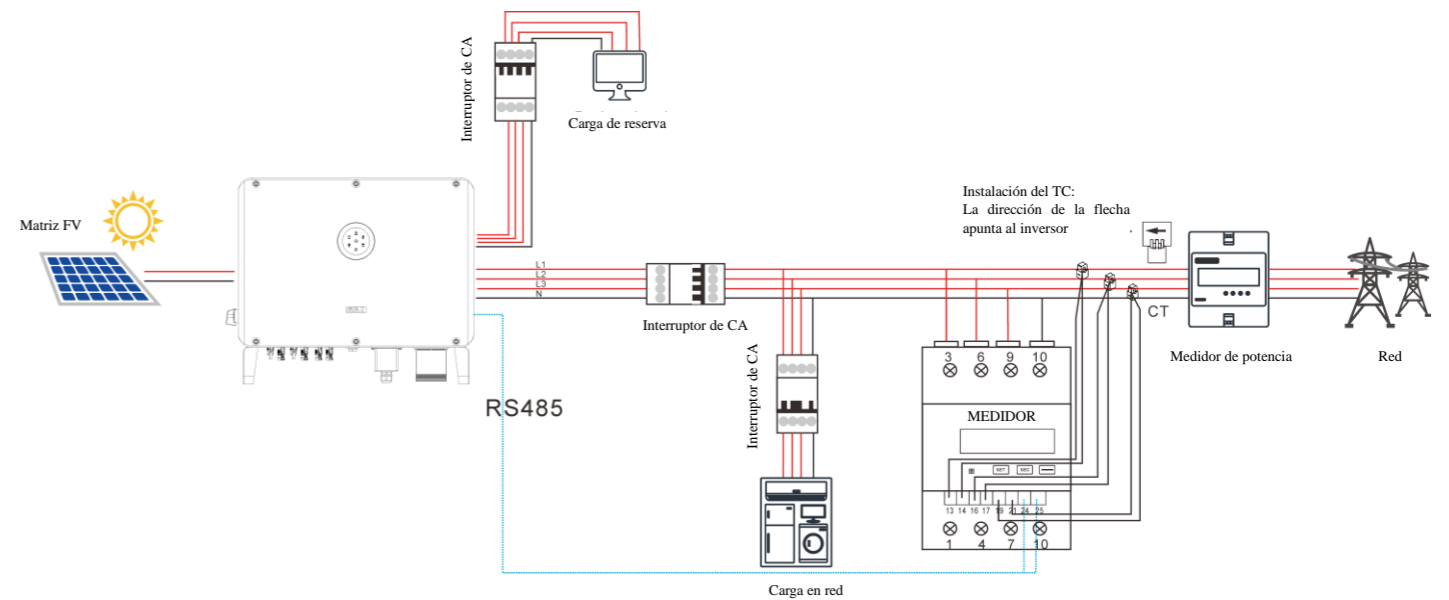 Interruptor de CA
Carga de reserva
Matriz FV
Instalación del TC:
La dirección de la flecha
apunta al inversor
L1
L2
L3
N
Interruptor de CA
CT
Medidor de potencia
Red
Interruptor de CA
RS485
3 6 9 10
MEDIDOR
SET
13 14 16 17 19 21 24 25
1 4 7 10
Carga en red